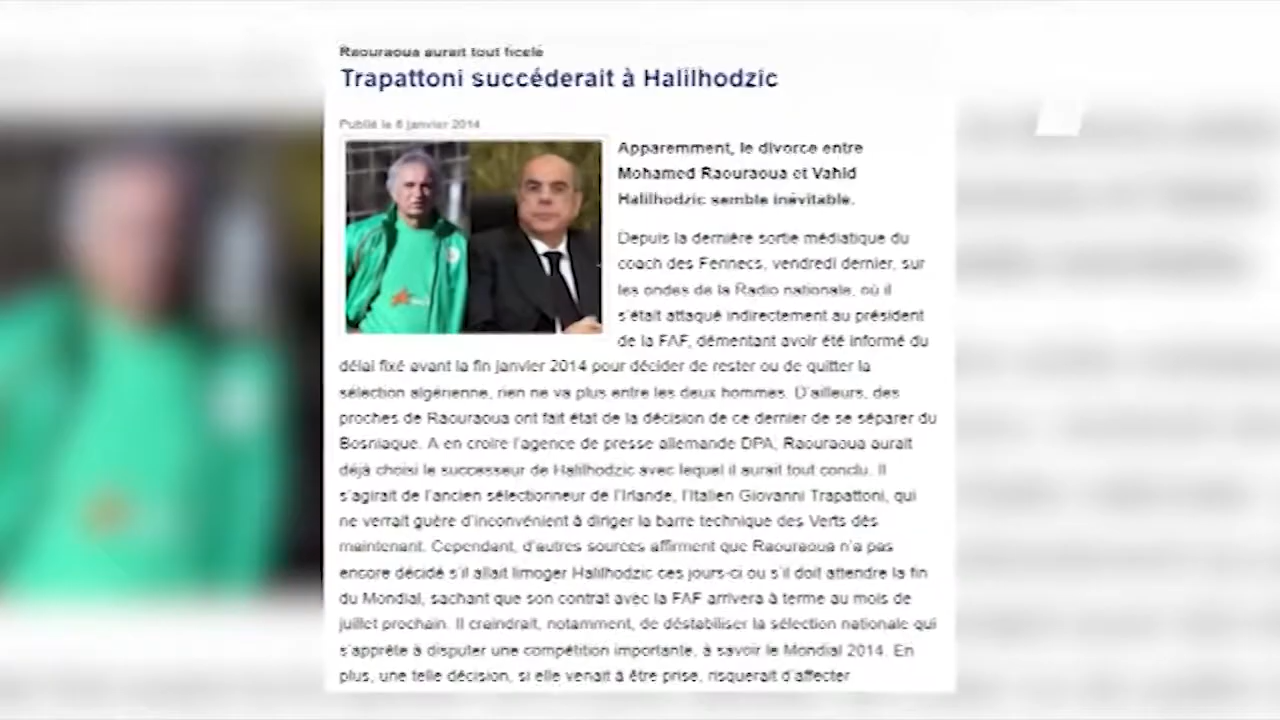 Raouraoua aurait tout ficelé
Trapattoni succéderait à Halilhodzic
Publié le 6 janvier 2014
Apparemment, le divorce entre
Mohamed Raouraoua et Vahid
Halilhodzic semble inévitable.
Depuis la dernière sortie médiatique du
coach des Fennecs, vendredi dernier, sur
les ondes de la Radio nationale, où il
s'était attaqué indirectement au président
de la FAF, démentant avoir été informé du
délai fixé avant la fin janvier 2014 pour décider de rester ou de quitter la
sélection algérienne, rien ne va plus entre les deux hommes. D'ailleurs, des
proches de Raouraoua ont fait état de la décision de ce dernier de se séparer du
Bosniaque. A en croire l'agence de presse allemande DPA, Raouraoua aurait
déjà choisi le successeur de Halilhodzic avec lequel il aurait tout conclu. Il
s'agirait de l'ancien sélectionneur de l'Irlande, l'Italien Giovanni Trapattoni, qui
ne verrait guère d'inconvénient à diriger la barre technique des Verts dès
maintenant. Cependant, d'autres sources affirment que Raouraoua n'a pas
encore décidé s'il allait limoger Halilhodzic ces jours-ci ou s'il doit attendre la fin
du Mondial, sachant que son contrat avec la FAF arrivera à terme au mois de
juillet prochain. Il craindrait, notamment, de déstabiliser la sélection nationale qui
s'apprête à disputer une compétition importante, à savoir le Mondial 2014. En
plus, une telle décision, si elle venait à être prise, risquerait d'affecter